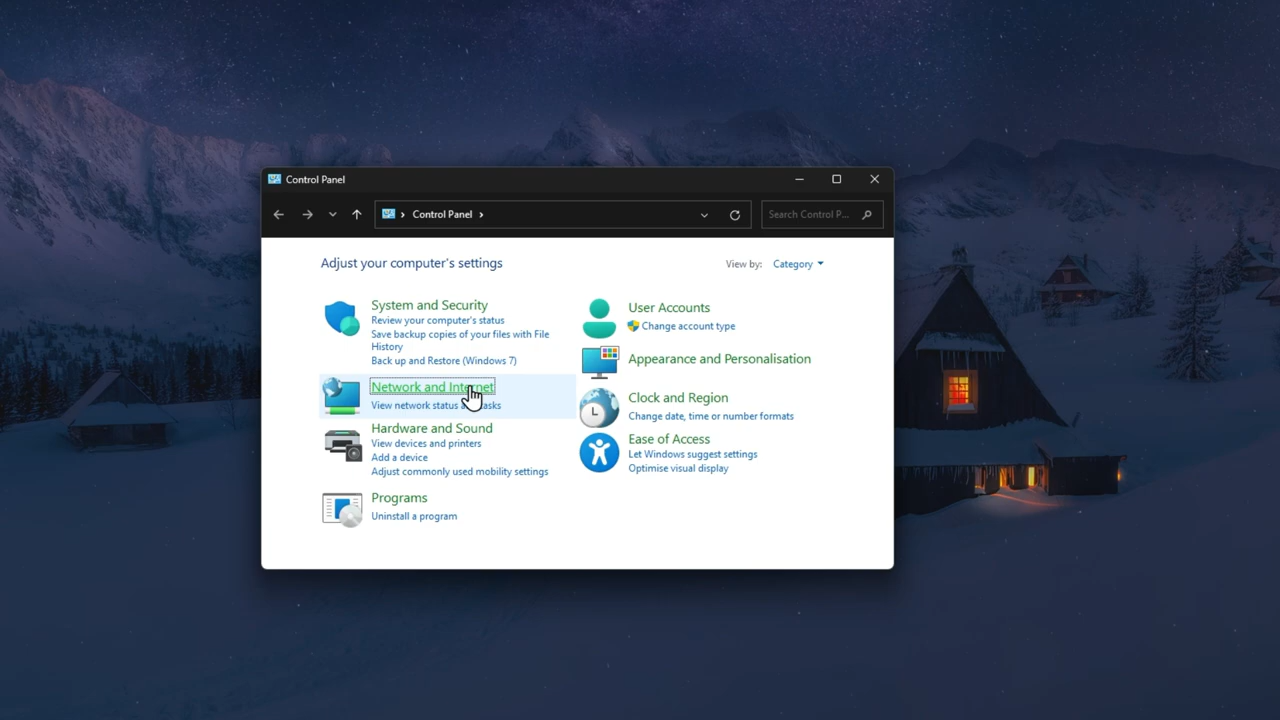 Control Panel
Control Panel
Search Control P...
Adjust your computer's settings
View by: Category
System and Security
Review your computer's status
Save backup copies of your files with File
History
Back up and Restore (Windows 7)
Network and Internet
View network status tasks
Hardware and Sound
View devices and printers
Add a device
Adjust commonly used mobility settings
Programs
Uninstall a program
User Accounts
Change account type
Appearance and Personalisation
Clock and Region
Change date, time or number formats
Ease of Access
Let Windows suggest settings
Optimise visual display